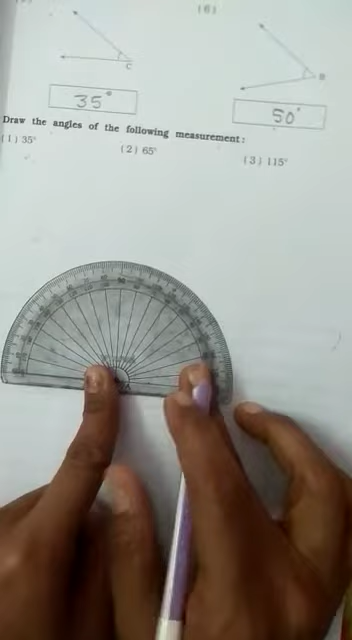 (6)
C
B
35°
50°
Draw the angles of the following measurement :
(1) 35°
(2) 65°
(3) 115°